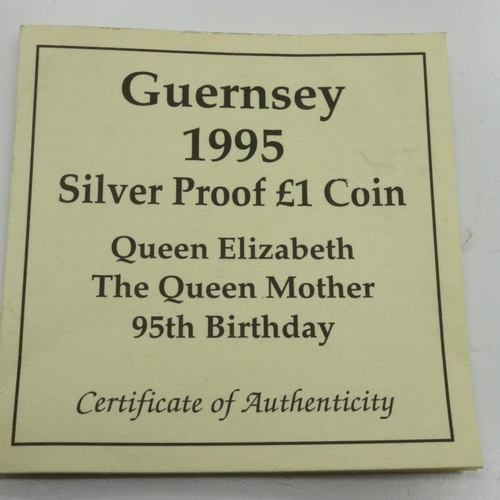 Guernsey
1995
Silver Proof £1 Coin
Queen Elizabeth
The Queen Mother
95th Birthday
Certificate of Authenticity